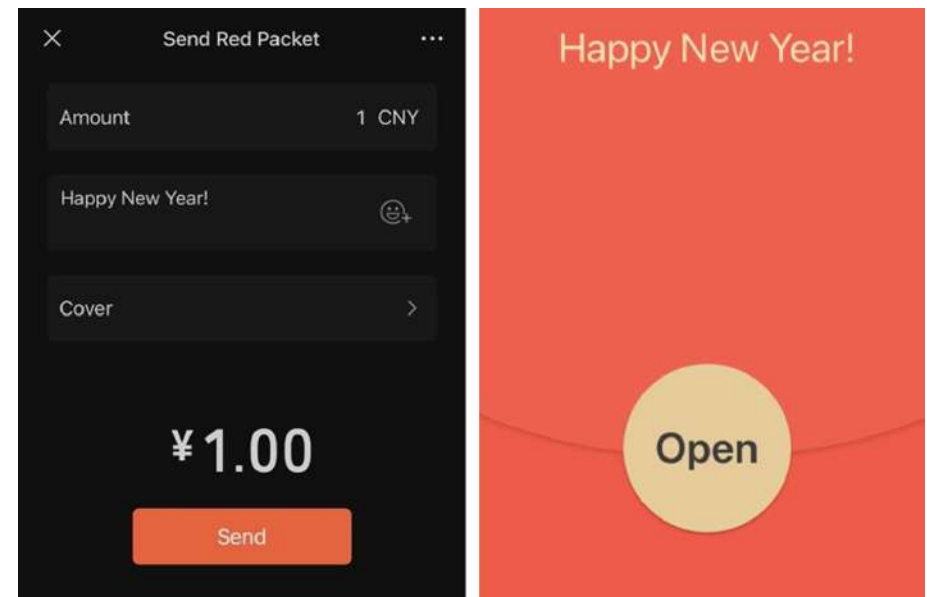 Send Red Packet
Amount 1 CNY
Happy New Year!
Cover
¥1.00
Send
Happy New Year!
Open